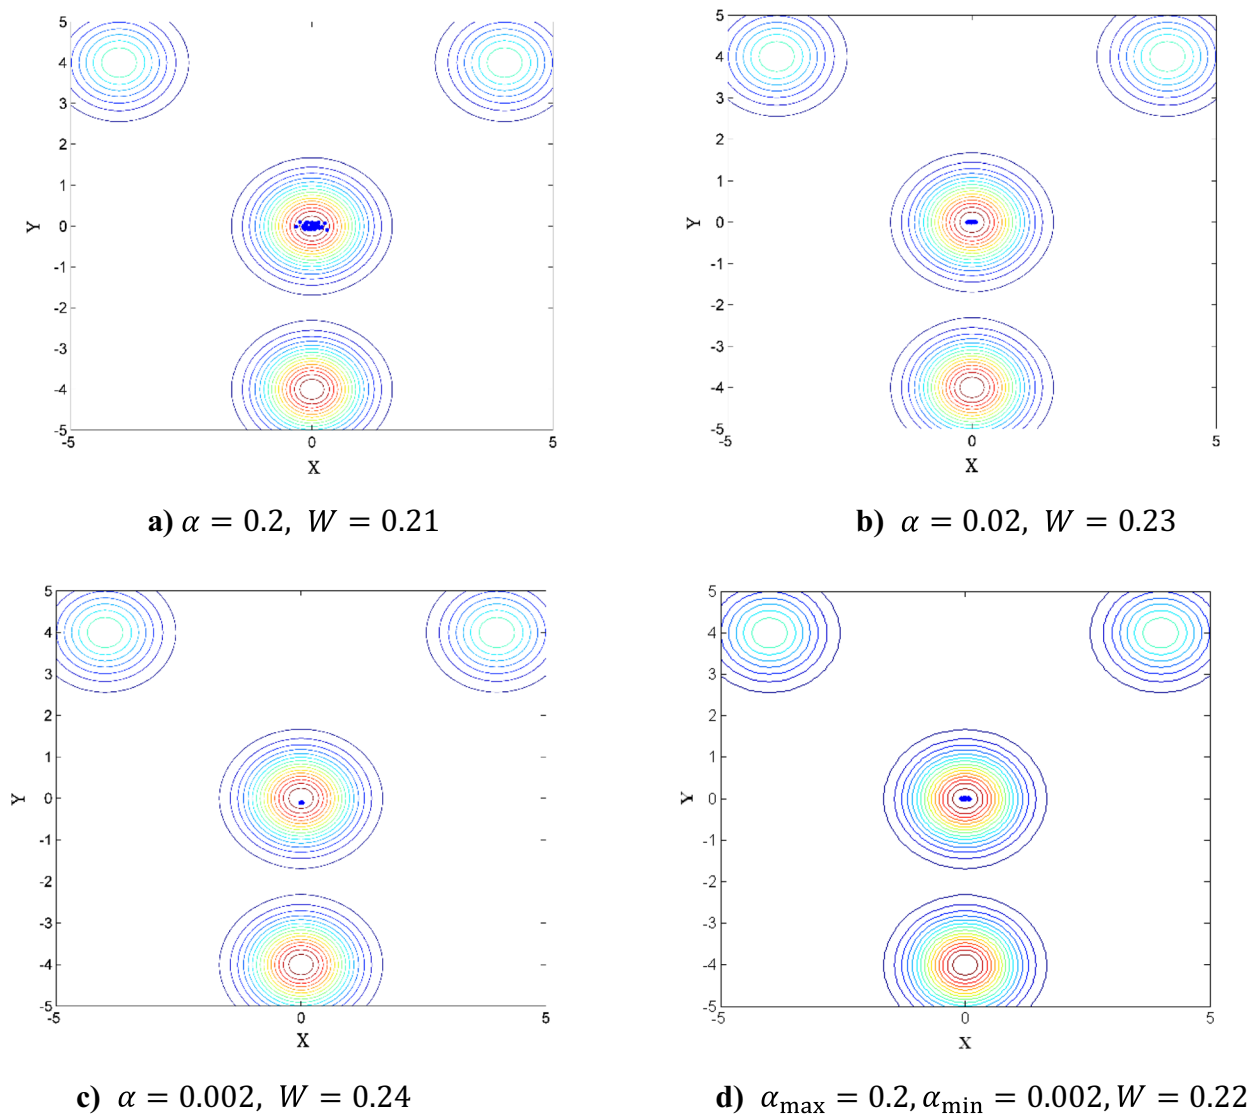 5
4
3
2
1
0
-1
-2
-3
-4
-5
-5 0 5
Y
X
a) α = 0.2, W = 0.21
5
4
3
2
1
0
-1
-2
-3
-4
-5
-5 0 5
Y
X
b) α = 0.02, W = 0.23
5
4
3
2
1
0
-1
-2
-3
-4
-5
-5 0 5
Y
X
c) α = 0.002, W = 0.24
5
4
3
2
1
0
-1
-2
-3
-4
-5
-5 0 5
Y
X
d) αmax = 0.2, αmin = 0.002, W = 0.22